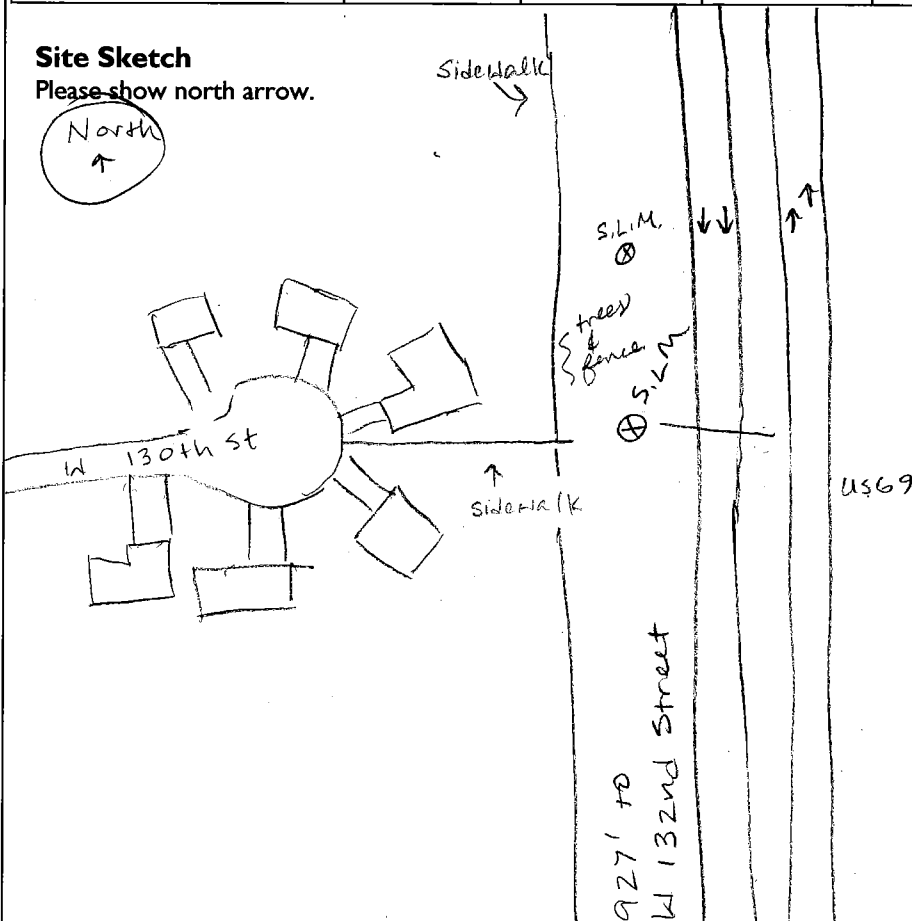 Site Sketch
Please show north arrow.
North
Sidewalk
S.L.M.
trees
&
fence
S.L.M
W 130th St
Sidewalk
US69
927' to
W 132nd Street